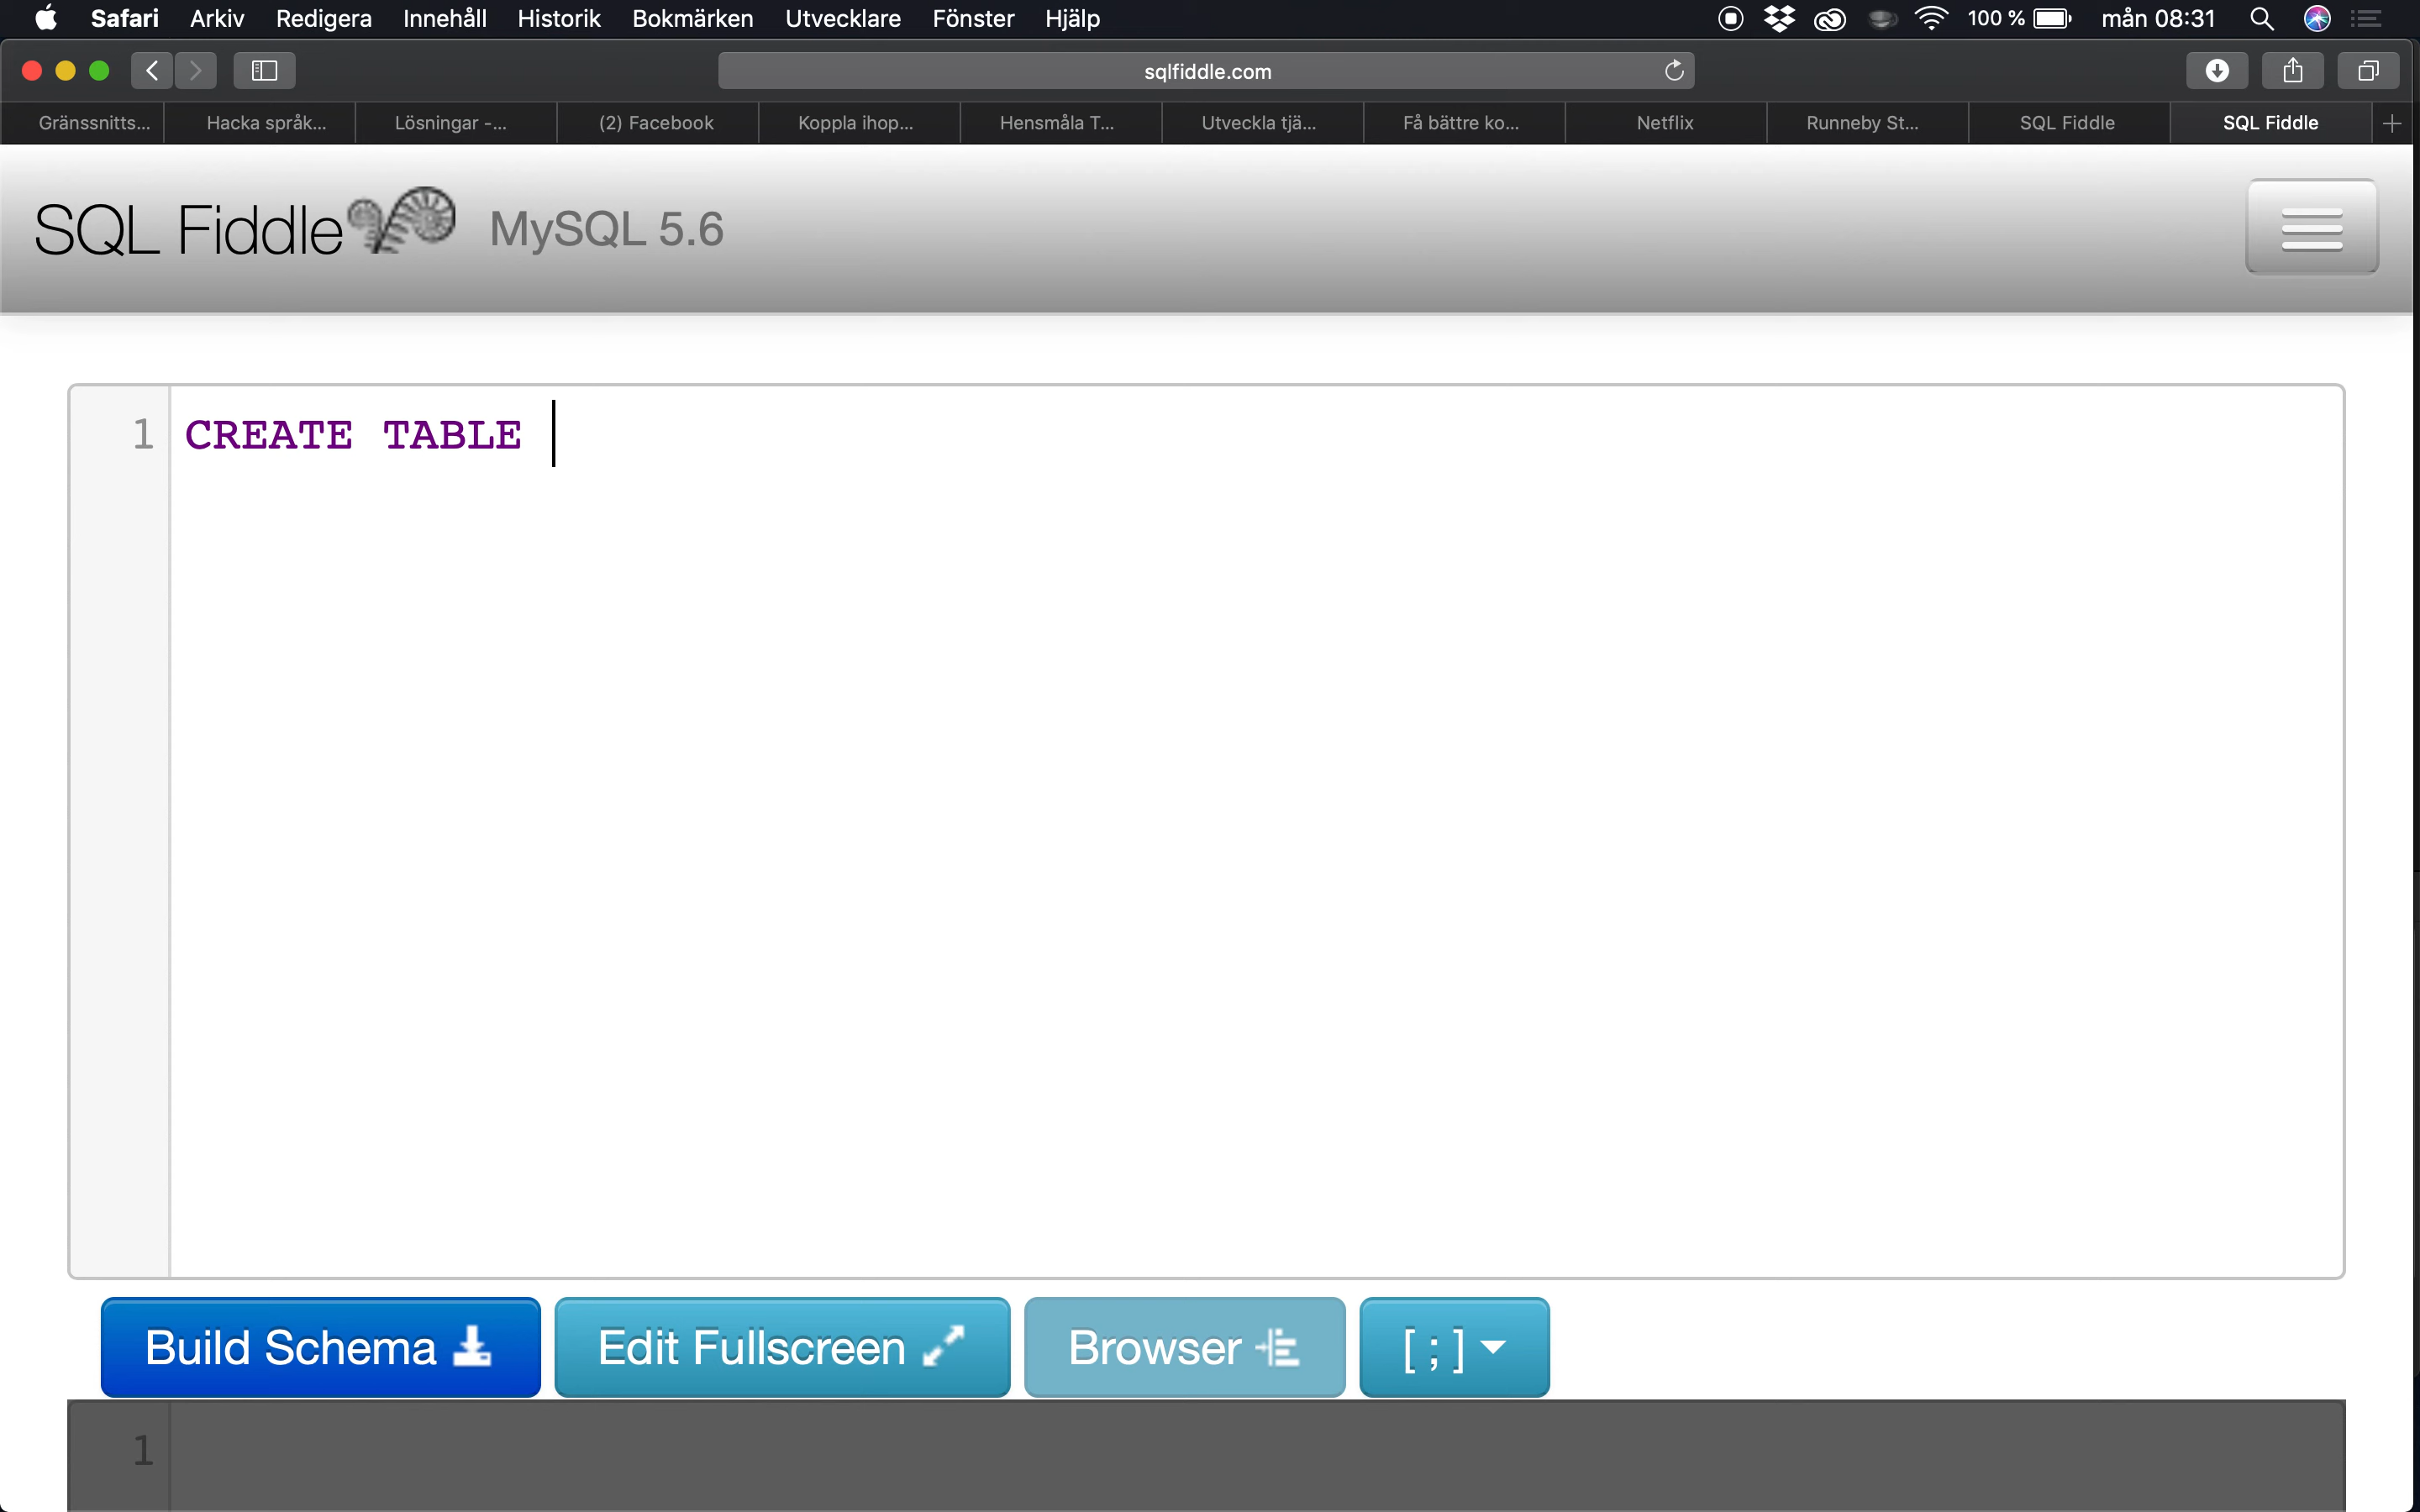 Safari Arkiv Redigera Innehåll Historik Bokmärken Utvecklare Fönster Hjälp 100 % mån 08:31
sqlfiddle.com
Gränssnitts... Hacka språk... Lösningar -... (2) Facebook Koppla ihop... Hensmåla T... Utveckla tjä... Få bättre ko... Netflix Runneby St... SQL Fiddle SQL Fiddle
SQL Fiddle MySQL 5.6
1 CREATE TABLE
Build Schema Edit Fullscreen Browser [ ; ]
1